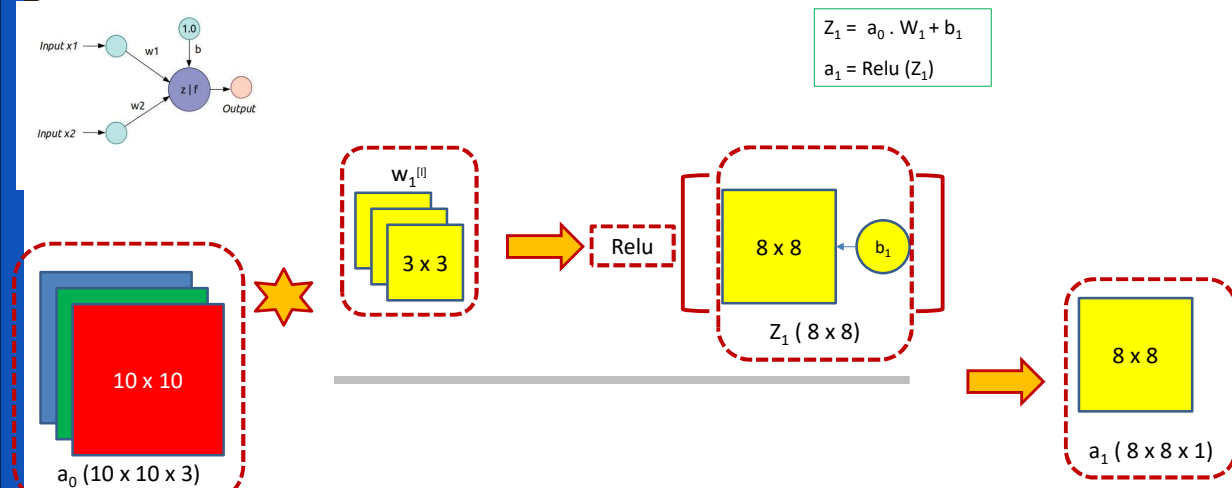 Input x1
1.0
w1
b
z | f
w2
Output
Input x2
Z₁ = a₀ . W₁ + b₁
a₁ = Relu (Z₁)
w₁[l]
3 x 3
Relu
8 x 8
b₁
Z₁ ( 8 x 8)
10 x 10
a₀ (10 x 10 x 3)
8 x 8
a₁ ( 8 x 8 x 1)